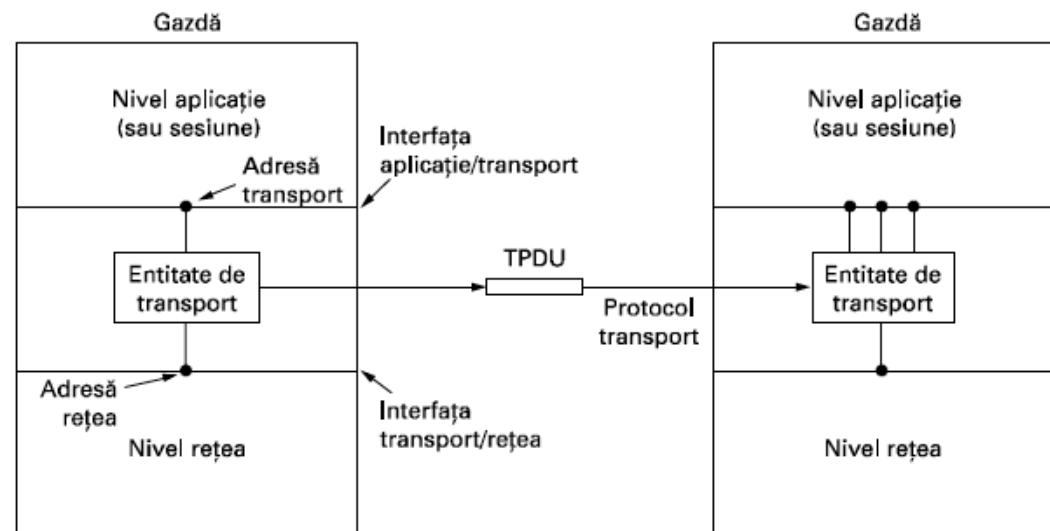 Gazdă
Gazdă
Nivel aplicație
(sau sesiune)
Nivel aplicație
(sau sesiune)
Adresă
transport
Interfața
aplicație/transport
Entitate de
transport
TPDU
Protocol
transport
Entitate de
transport
Adresă
rețea
Interfața
transport/rețea
Nivel rețea
Nivel rețea